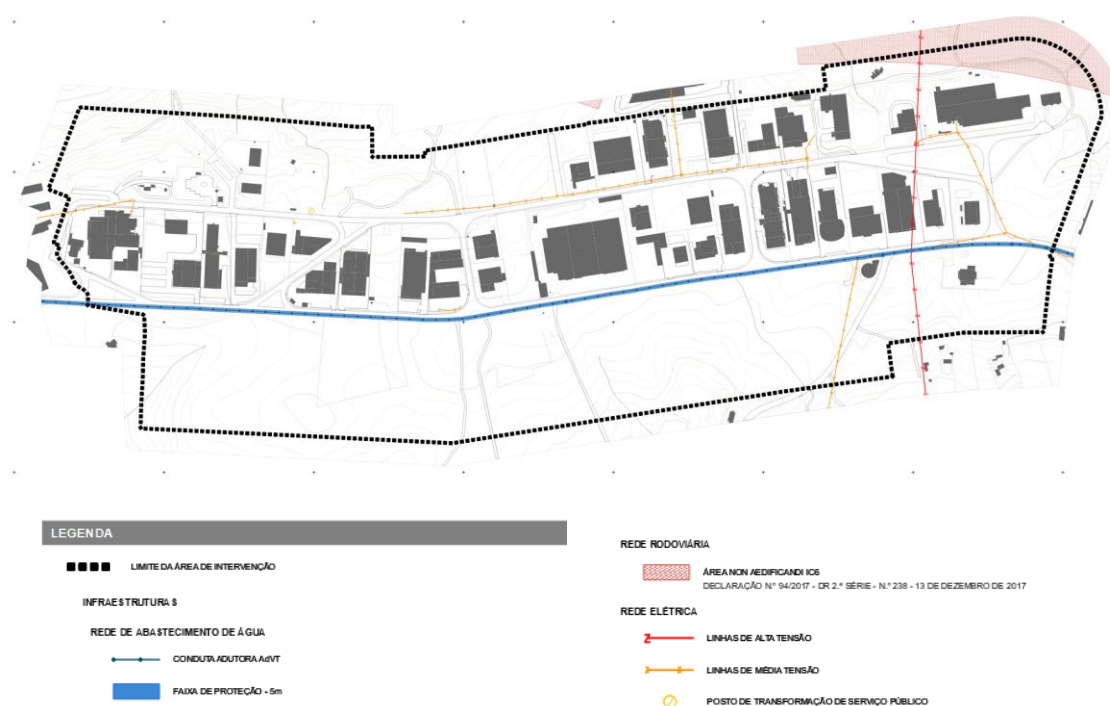 LEGENDA
LIMITE DA ÁREA DE INTERVENÇÃO
INFRAESTRUTURAS
REDE DE ABASTECIMENTO DE ÁGUA
CONDUTA ADUTORA AdVT
FAIXA DE PROTEÇÃO - 5m
REDE RODOVIÁRIA
ÁREA NON AEDIFICANDI IC6
DECLARAÇÃO Nº 94/2017 - DR 2.ª SÉRIE - N.º 238 - 13 DE DEZEMBRO DE 2017
REDE ELÉTRICA
LINHAS DE ALTA TENSÃO
LINHAS DE MÉDIA TENSÃO
POSTO DE TRANSFORMAÇÃO DE SERVIÇO PÚBLICO